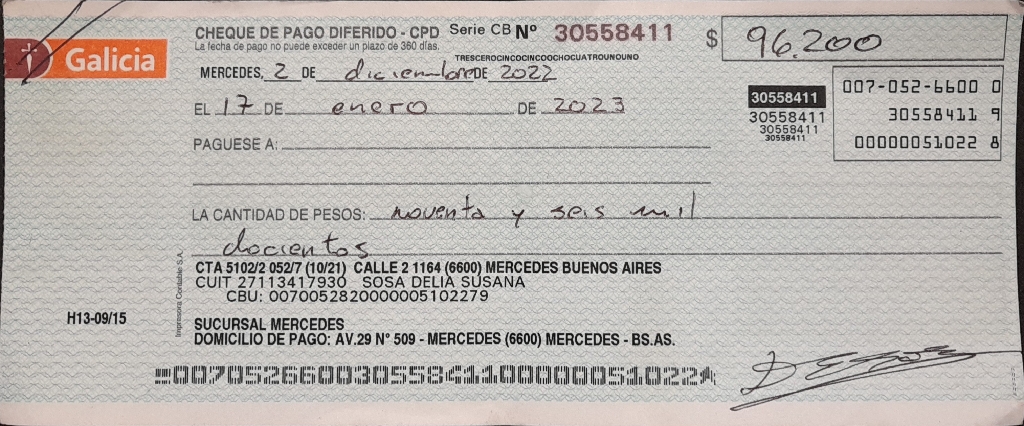 Galicia
CHEQUE DE PAGO DIFERIDO - CPD Serie CB Nº 30558411 $ 96.200
La fecha de pago no puede exceder un plazo de 360 días.
TRESCEROCINCOCINCOOCHOCUATROUNOUNO
MERCEDES, 2 DE diciembre DE 2022
EL 17 DE enero DE 2023
PAGUESE A:
30558411
30558411
30558411
30558411
007-052-6600 0
30558411 9
00000051022 8
LA CANTIDAD DE PESOS: noventa y seis mil
docientos
CTA 5102/2 052/7 (10/21) CALLE 2 1164 (6600) MERCEDES BUENOS AIRES
CUIT 27113417930 SOSA DELIA SUSANA
CBU: 0070052820000005102279
Impresora Contable S.A.
H13-09/15
SUCURSAL MERCEDES
DOMICILIO DE PAGO: AV.29 N° 509 - MERCEDES (6600) MERCEDES - BS.AS.
00705266003055841100000051022